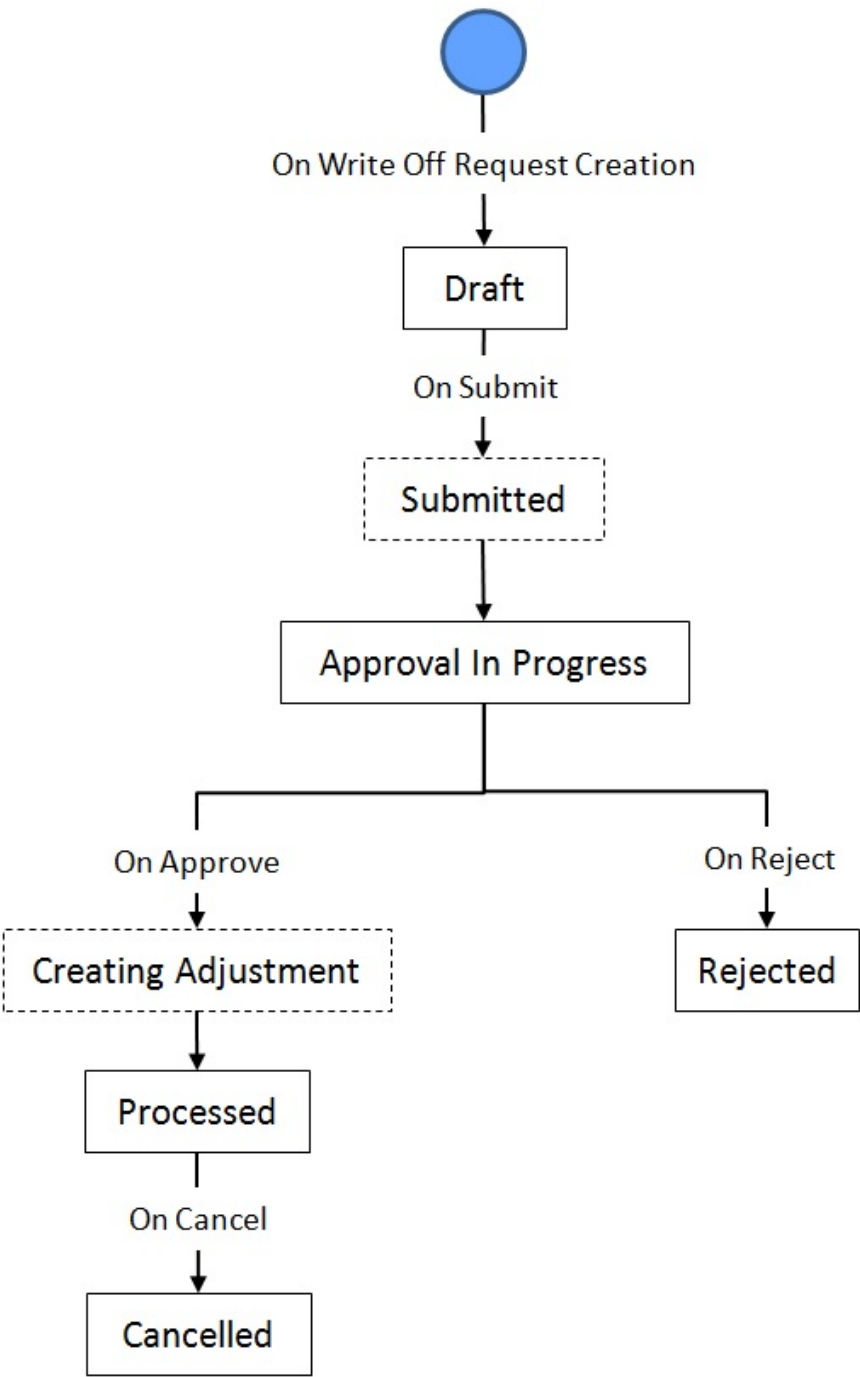 On Write Off Request Creation
Draft
On Submit
Submitted
Approval In Progress
On Approve
On Reject
Creating Adjustment
Rejected
Processed
On Cancel
Cancelled